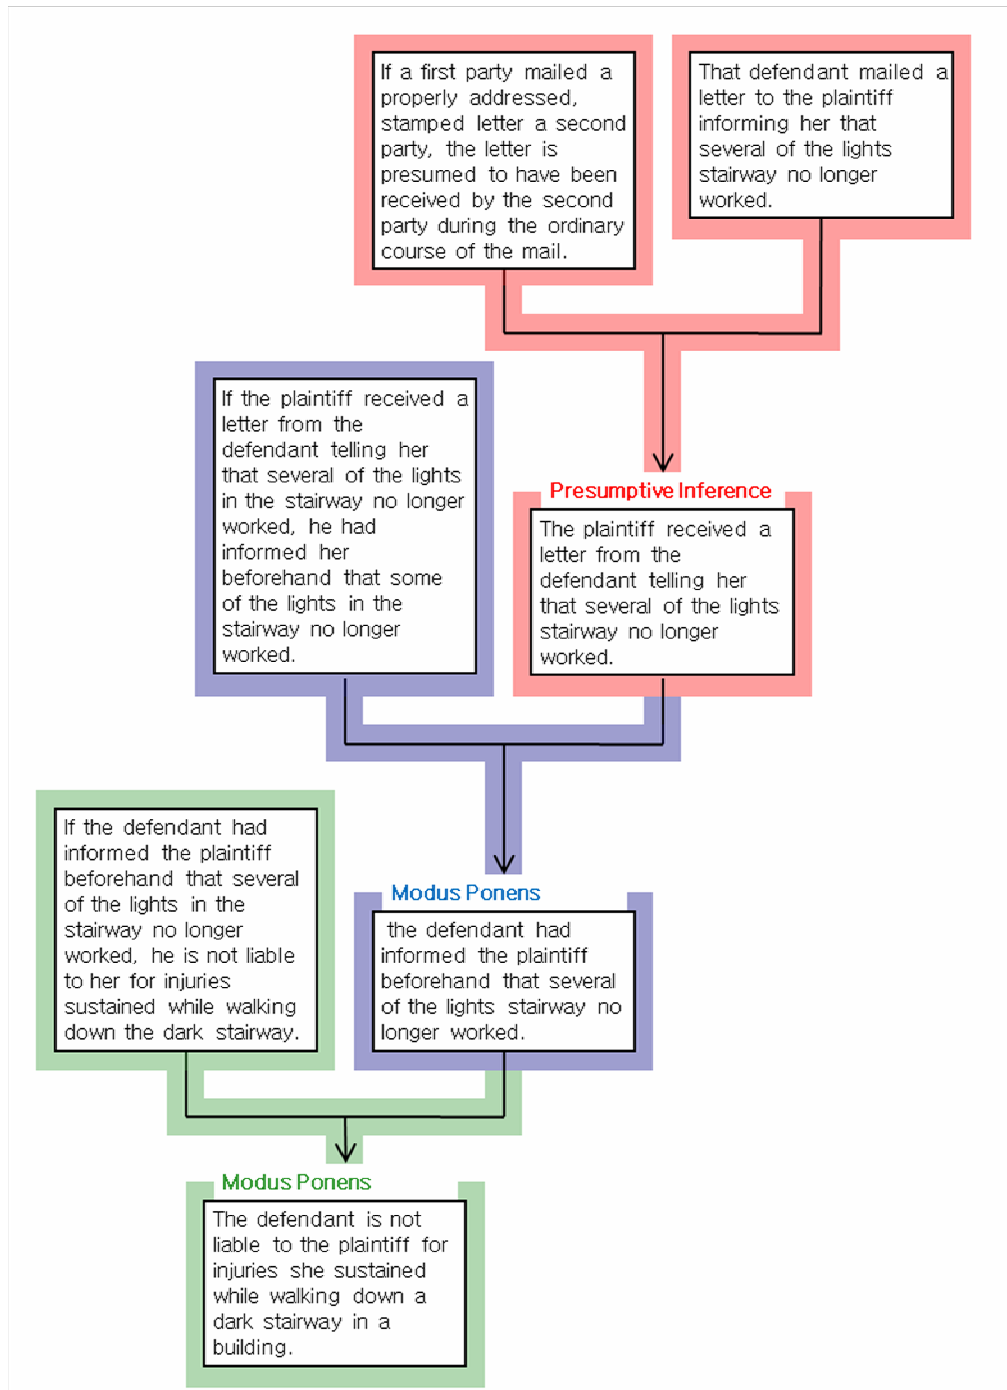 If a first party mailed a
properly addressed,
stamped letter a second
party, the letter is
presumed to have been
received by the second
party during the ordinary
course of the mail.
That defendant mailed a
letter to the plaintiff
informing her that
several of the lights
stairway no longer
worked.
If the plaintiff received a
letter from the
defendant telling her
that several of the lights
in the stairway no longer
worked, he had
informed her
beforehand that some
of the lights in the
stairway no longer
worked.
Presumptive Inference
The plaintiff received a
letter from the
defendant telling her
that several of the lights
stairway no longer
worked.
If the defendant had
informed the plaintiff
beforehand that several
of the lights in the
stairway no longer
worked, he is not liable
to her for injuries
sustained while walking
down the dark stairway.
Modus Ponens
the defendant had
informed the plaintiff
beforehand that several
of the lights stairway no
longer worked.
Modus Ponens
The defendant is not
liable to the plaintiff for
injuries she sustained
while walking down a
dark stairway in a
building.